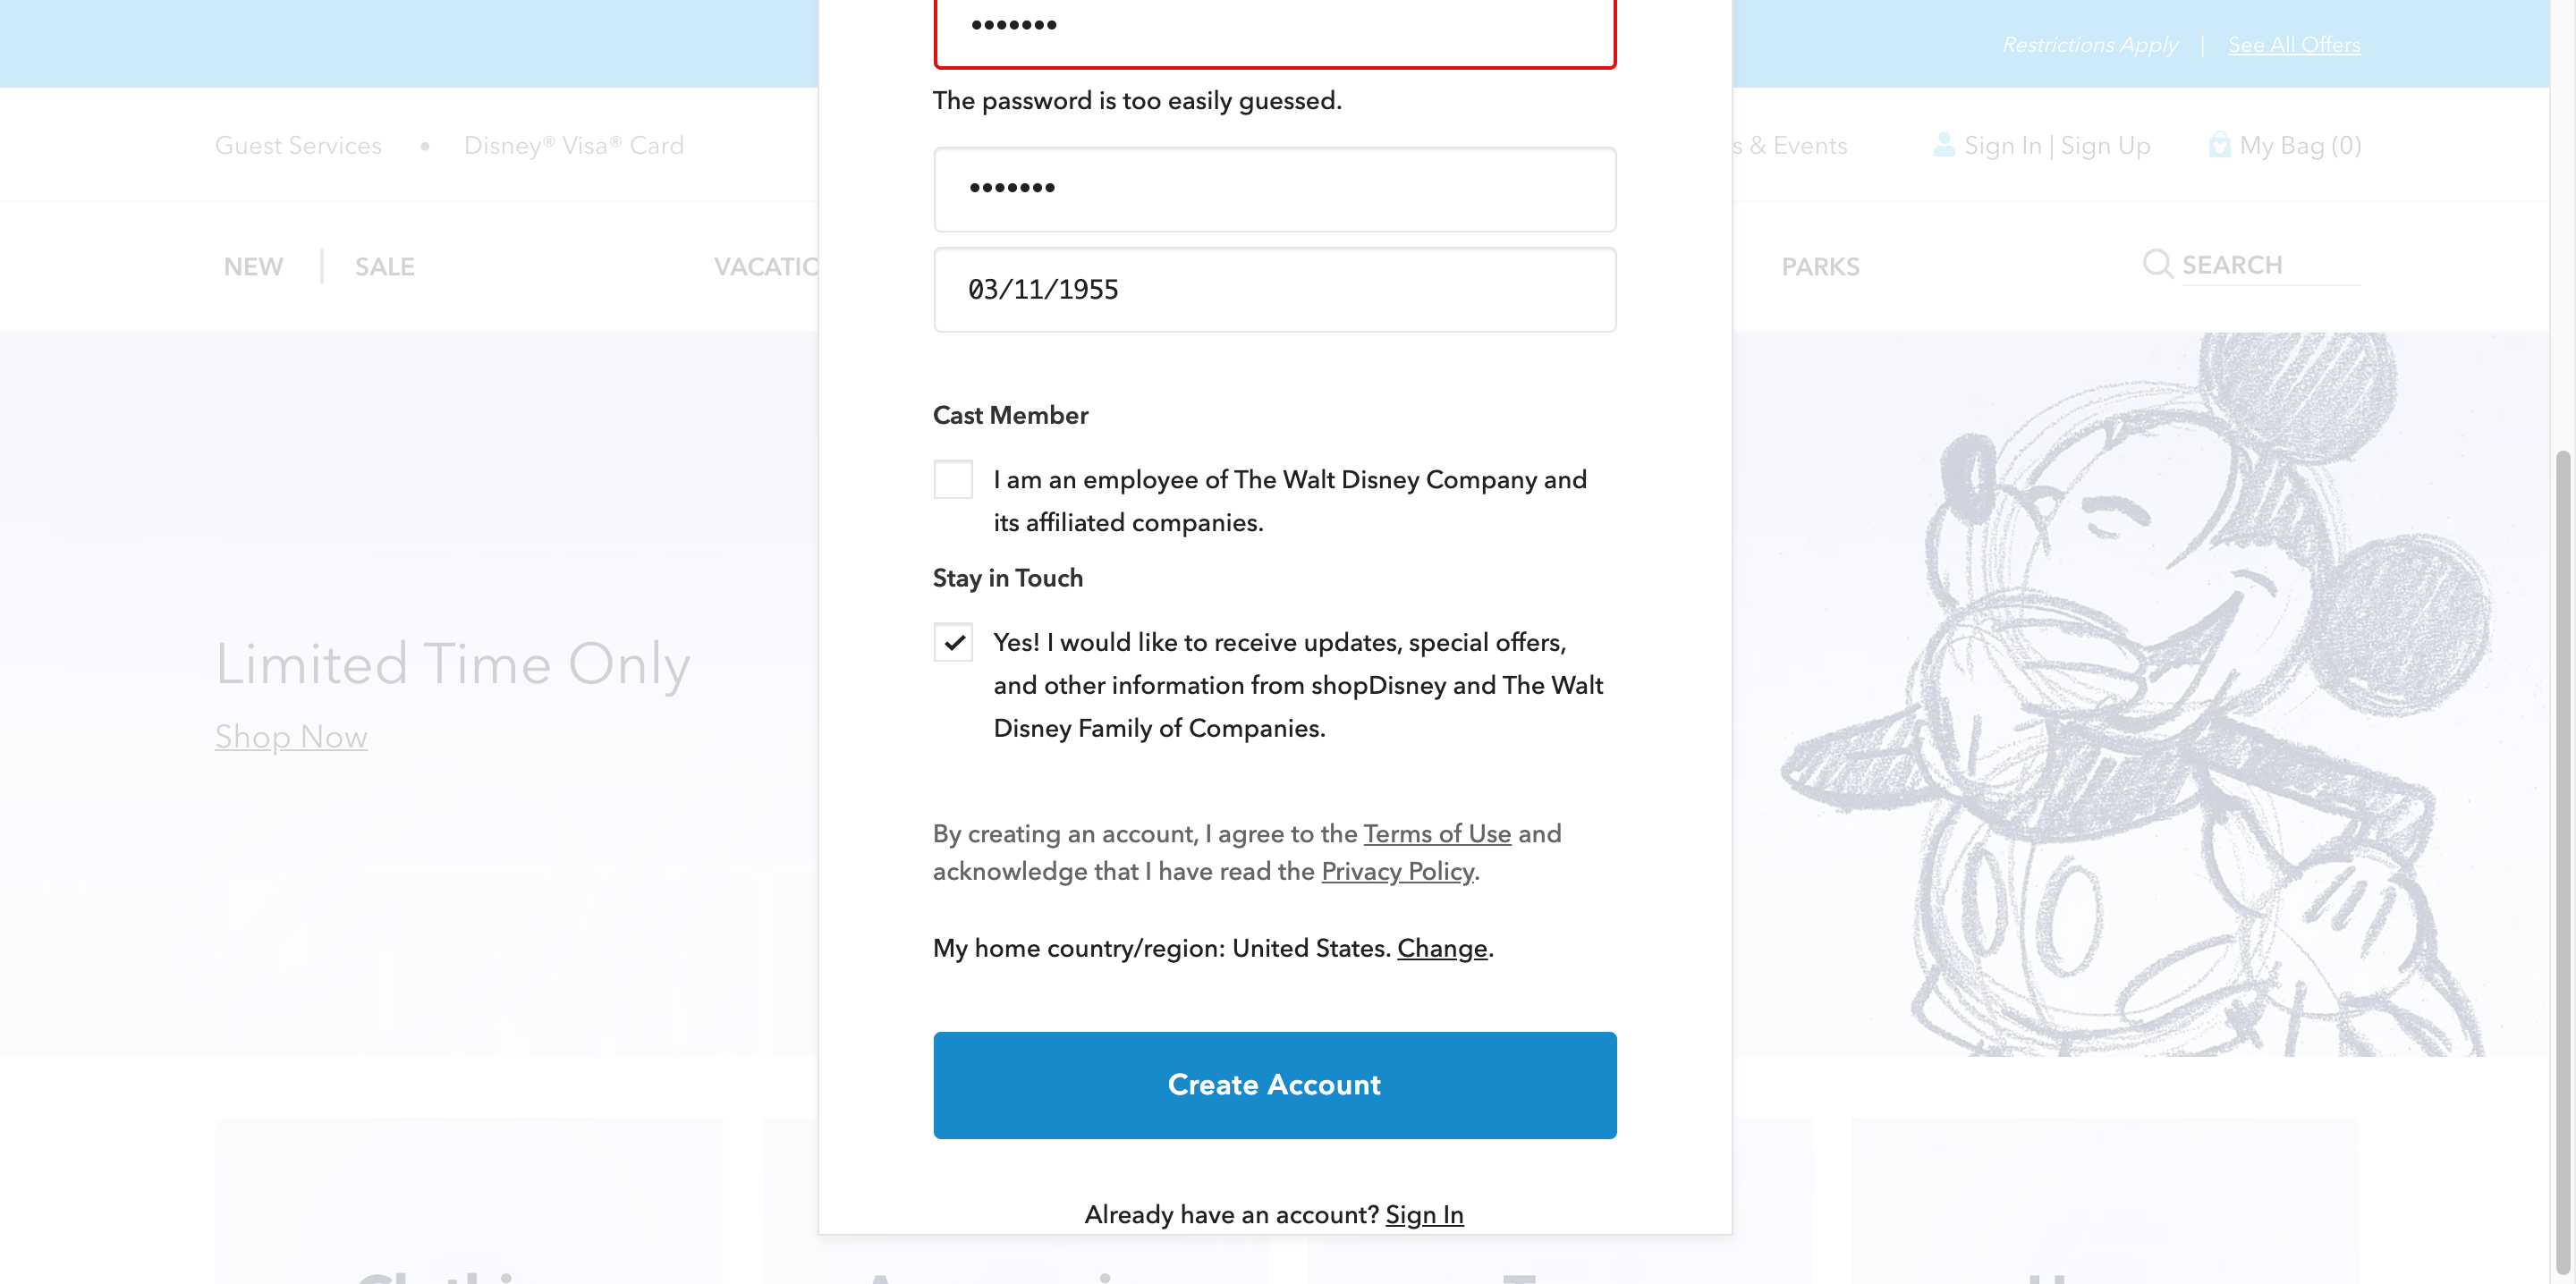 •••••••
Restrictions Apply | See All Offers
The password is too easily guessed.
Guest Services • Disney® Visa® Card
s & Events
Sign In | Sign Up
My Bag (0)
•••••••
NEW | SALE
VACATIO
PARKS
SEARCH
03/11/1955
Cast Member
I am an employee of The Walt Disney Company and
its affiliated companies.
Stay in Touch
Yes! I would like to receive updates, special offers,
and other information from shopDisney and The Walt
Disney Family of Companies.
Limited Time Only
Shop Now
By creating an account, I agree to the Terms of Use and
acknowledge that I have read the Privacy Policy.
My home country/region: United States. Change.
Create Account
Already have an account? Sign In